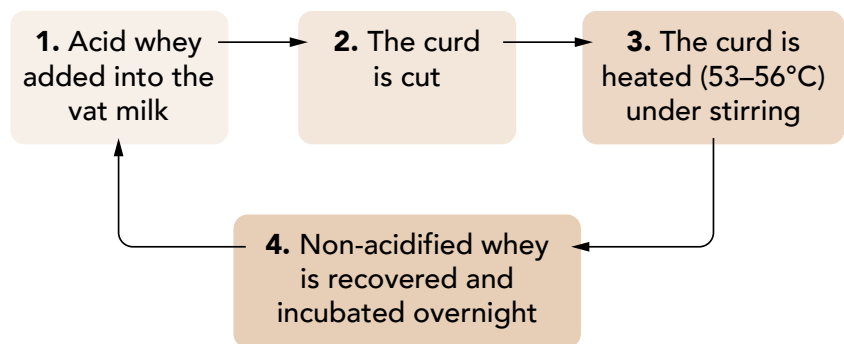 1. Acid whey
added into the
vat milk
2. The curd
is cut
3. The curd is
heated (53–56°C)
under stirring
4. Non-acidified whey
is recovered and
incubated overnight